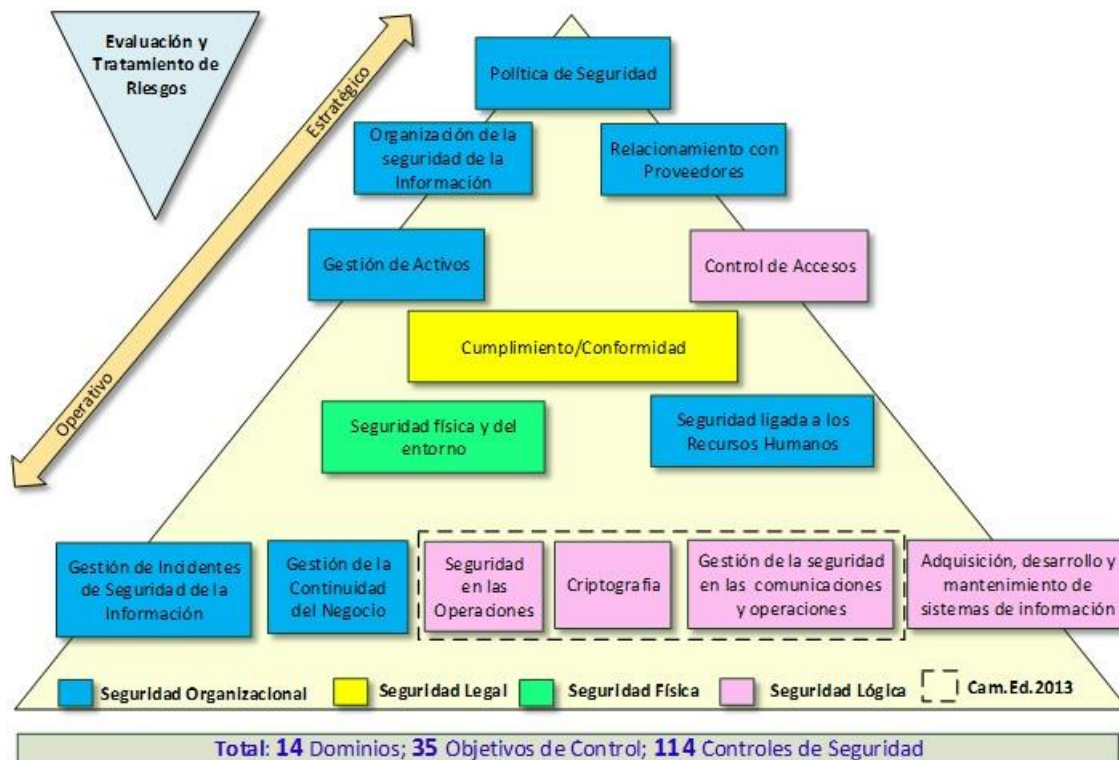 Evaluación y
Tratamiento de
Riesgos
Estratégico
Operativo
Política de Seguridad
Organización de la
seguridad de la
Información
Relacionamiento con
Proveedores
Gestión de Activos
Control de Accesos
Cumplimiento/Conformidad
Seguridad física y del
entorno
Seguridad ligada a los
Recursos Humanos
Gestión de Incidentes
de Seguridad de la
Información
Gestión de la
Continuidad
del Negocio
Seguridad
en las
Operaciones
Criptografía
Gestión de la seguridad
en las comunicaciones
y operaciones
Adquisición, desarrollo y
mantenimiento de
sistemas de información
Seguridad Organizacional
Seguridad Legal
Seguridad Física
Seguridad Lógica
Cam.Ed.2013
Total: 14 Dominios; 35 Objetivos de Control; 114 Controles de Seguridad